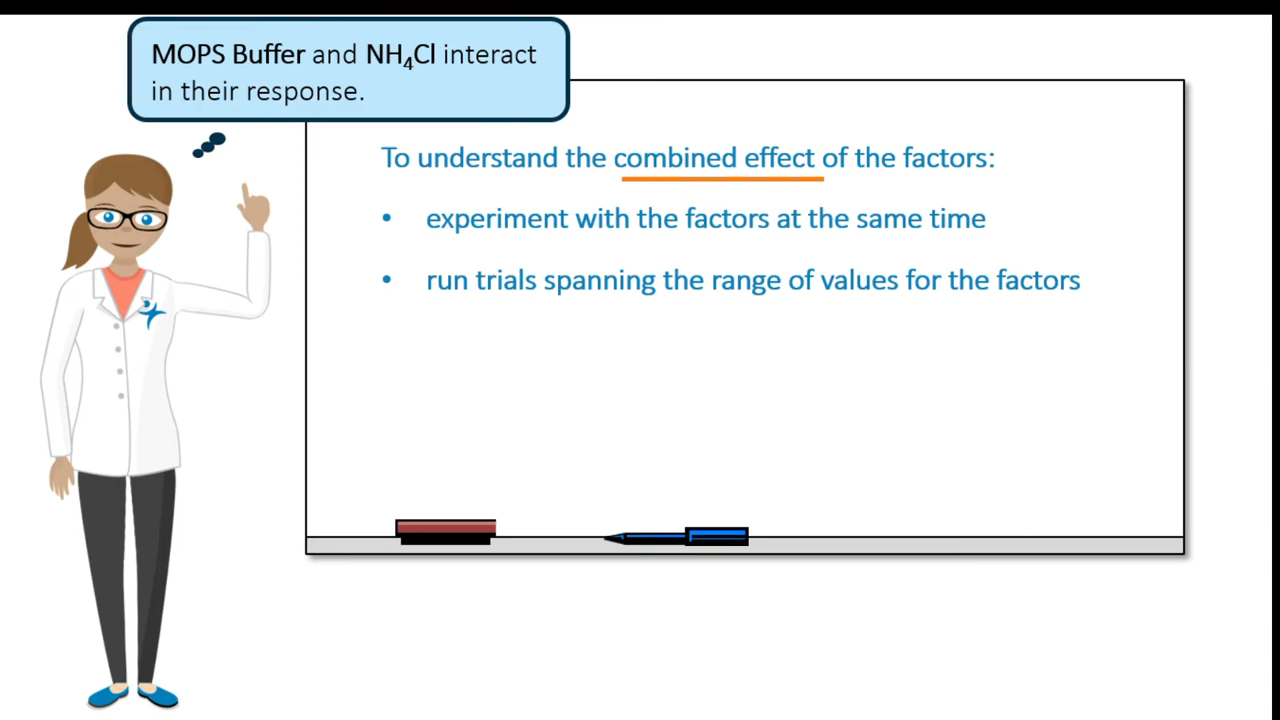 MOPS Buffer and NH₄Cl interact
in their response.
To understand the combined effect of the factors:
• experiment with the factors at the same time
• run trials spanning the range of values for the factors